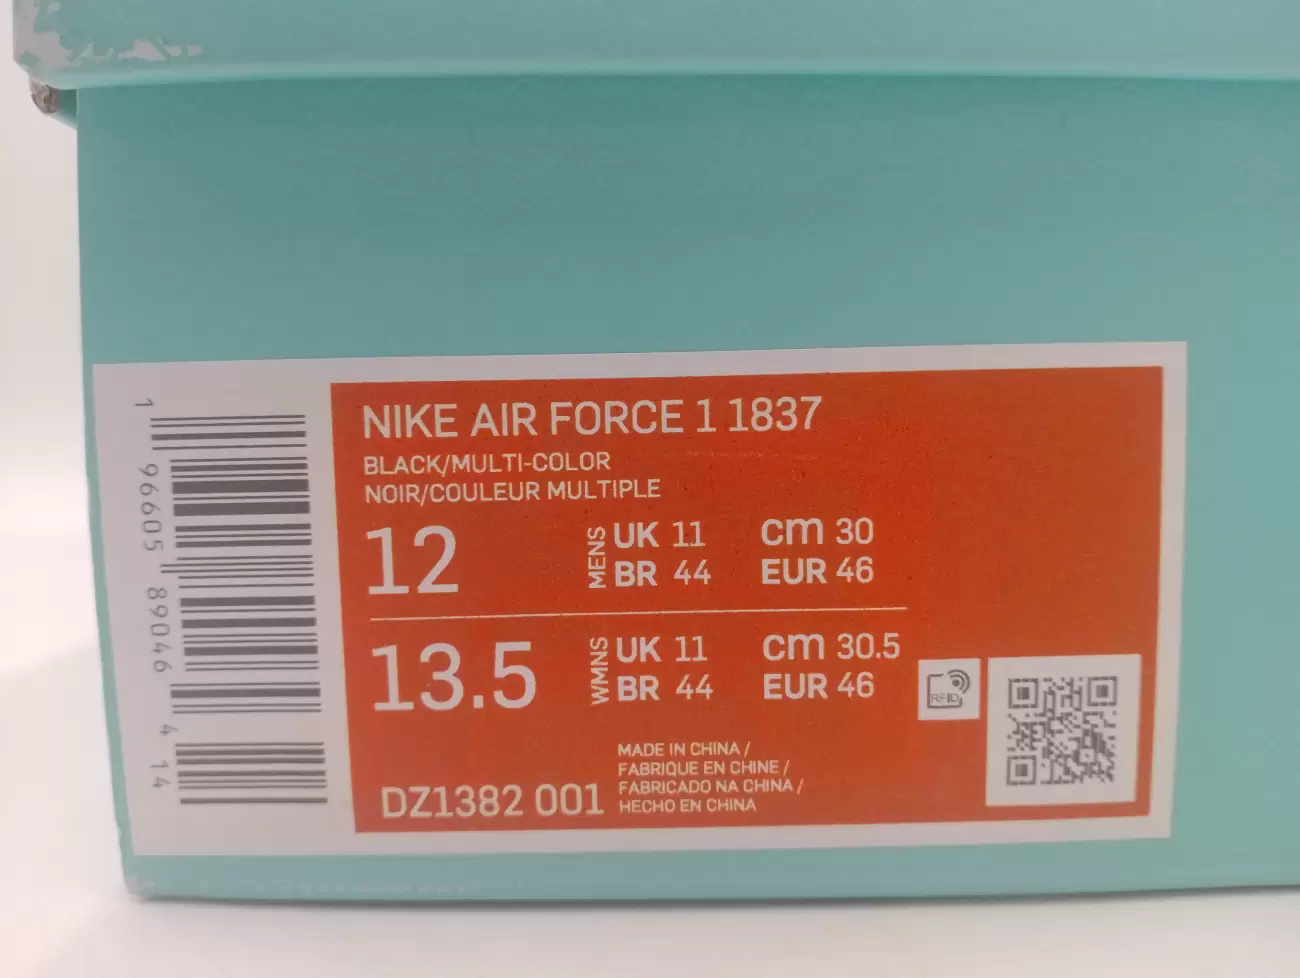 NIKE AIR FORCE 1 1837
BLACK/MULTI-COLOR
NOIR/COULEUR MULTIPLE
12 MENS UK 11 cm 30
BR 44 EUR 46
13.5 WMNS UK 11 cm 30.5
BR 44 EUR 46
RFID
MADE IN CHINA /
FABRIQUE EN CHINE /
FABRICADO NA CHINA /
HECHO EN CHINA
DZ1382 001
1 96605 89046 4 14